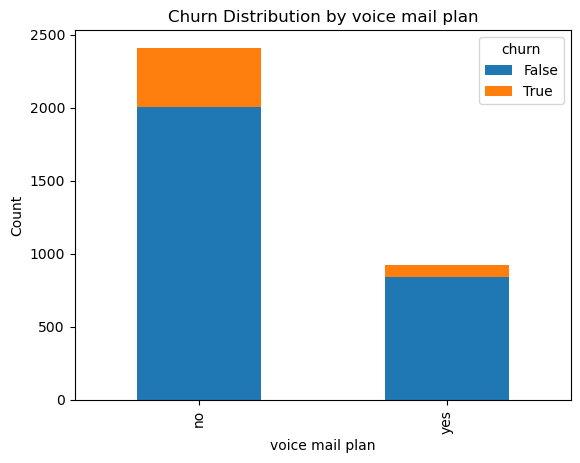 Churn Distribution by voice mail plan
churn
False
True
Count
2500
2000
1500
1000
500
0
no
yes
voice mail plan